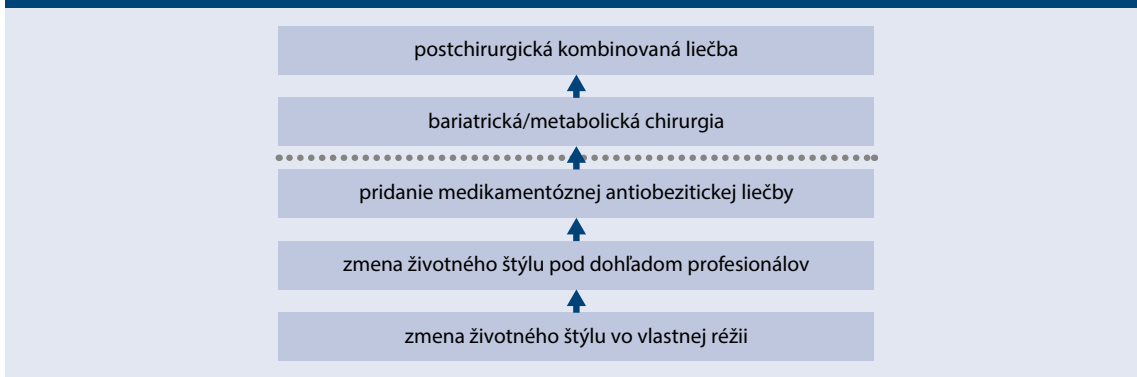 postchirurgická kombinovaná liečba
bariatrická/metabolická chirurgia
pridanie medikamentóznej antiobezitickej liečby
zmena životného štýlu pod dohľadom profesionálov
zmena životného štýlu vo vlastnej réžii